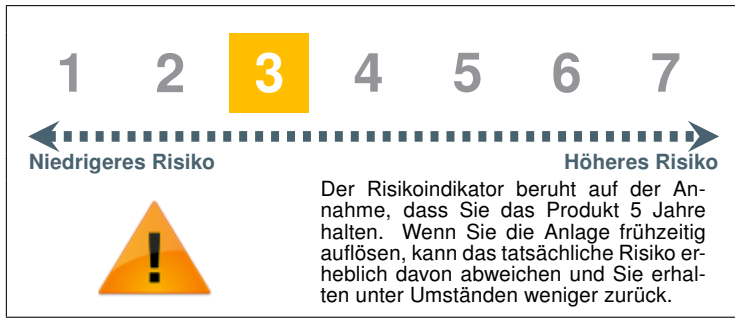 1 2 3 4 5 6 7
Niedrigeres Risiko Höheres Risiko
Der Risikoindikator beruht auf der An-
nahme, dass Sie das Produkt 5 Jahre
halten. Wenn Sie die Anlage frühzeitig
auflösen, kann das tatsächliche Risiko er-
heblich davon abweichen und Sie erhal-
ten unter Umständen weniger zurück.
!